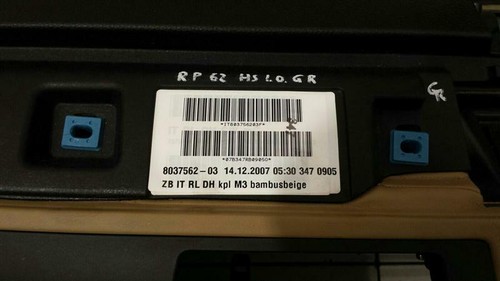 RP 62 HS LO. GR
8037562-03 14.12.2007 05:30 347 0905
ZB IT RL DH kpl M3 bambusbeige